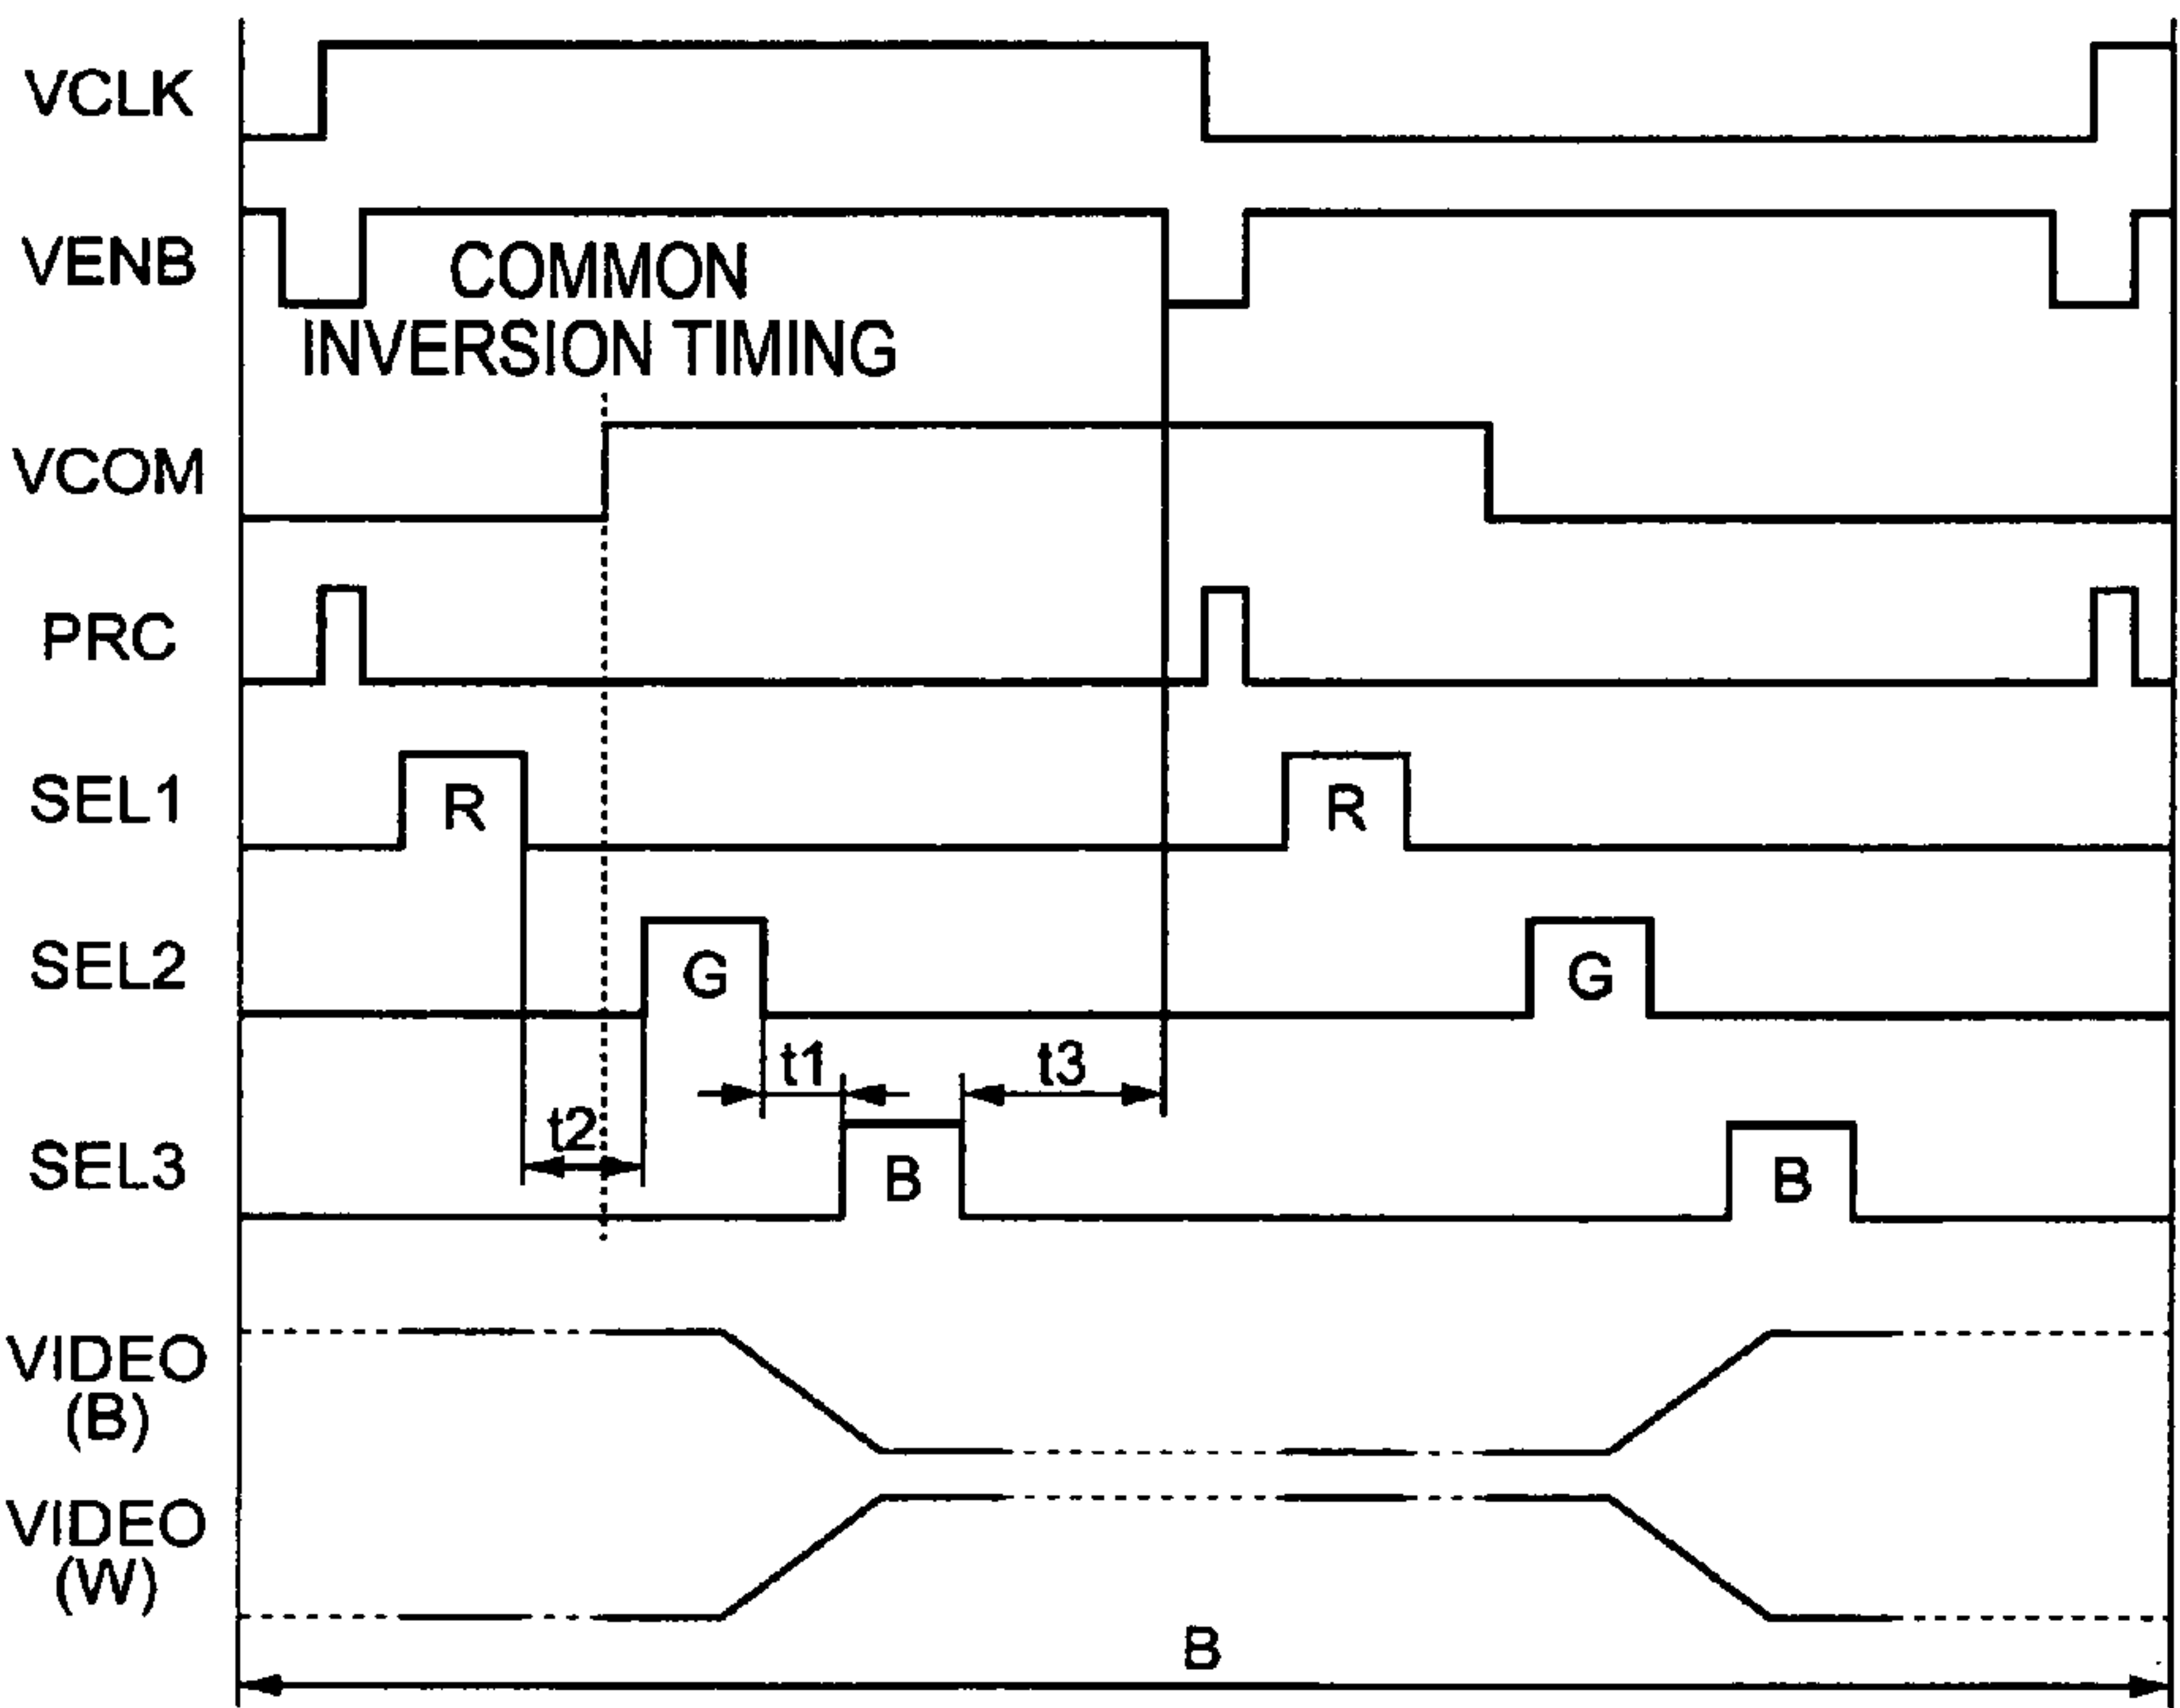 VCLK
VENB
COMMON
INVERSION TIMING
VCOM
PRC
SEL1
R
R
SEL2
G
G
t1
t3
t2
SEL3
B
B
VIDEO
(B)
VIDEO
(W)
B